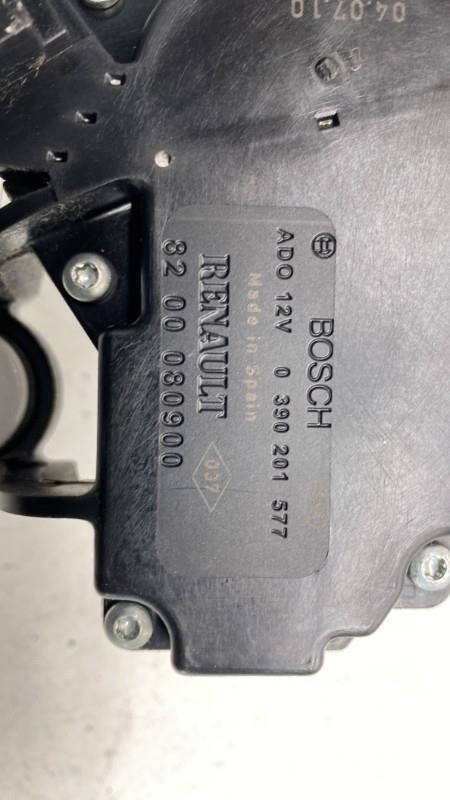 04.07.10
BOSCH
ADO 12V 0 390 201 577
Made in Spain
RENAULT
037
82 00 080900